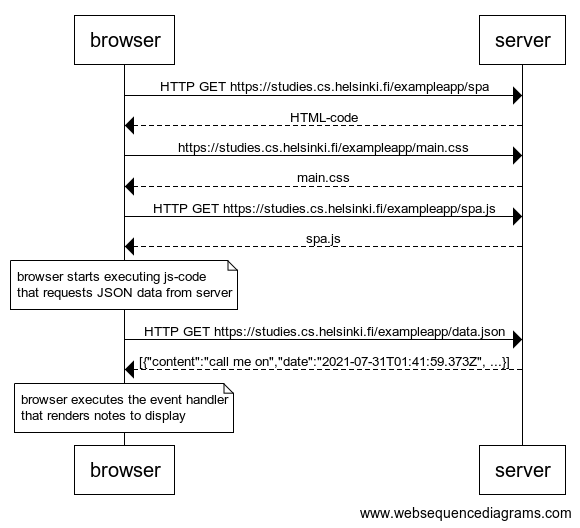 browser
server
HTTP GET https://studies.cs.helsinki.fi/exampleapp/spa
HTML-code
https://studies.cs.helsinki.fi/exampleapp/main.css
main.css
HTTP GET https://studies.cs.helsinki.fi/exampleapp/spa.js
spa.js
browser starts executing js-code
that requests JSON data from server
HTTP GET https://studies.cs.helsinki.fi/exampleapp/data.json
[{"content":"call me on","date":"2021-07-31T01:41:59.373Z", ...}]
browser executes the event handler
that renders notes to display
browser
server
www.websequencediagrams.com